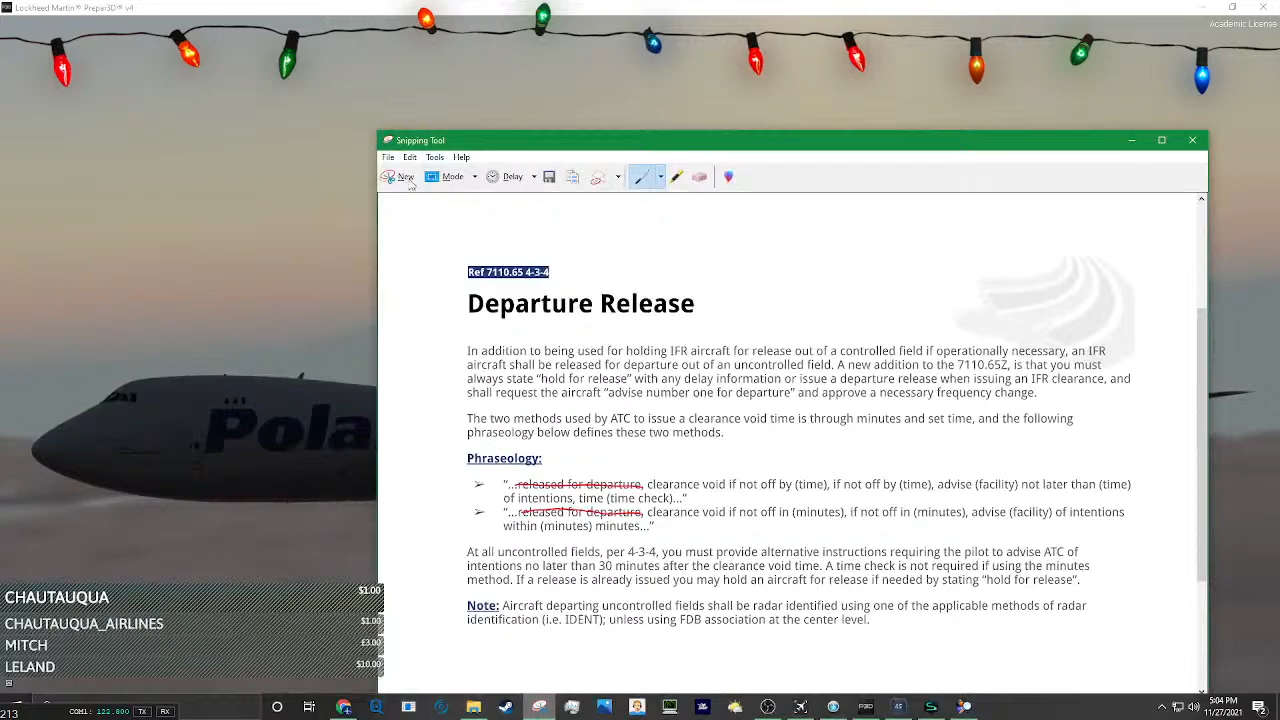 Lockheed Martin® Prepar3D® v4
Academic License
Snipping Tool
File Edit Tools Help
New Mode Delay
Ref 7110.65 4-3-4
Departure Release
In addition to being used for holding IFR aircraft for release out of a controlled field if operationally necessary, an IFR
aircraft shall be released for departure out of an uncontrolled field. A new addition to the 7110.65Z, is that you must
always state “hold for release” with any delay information or issue a departure release when issuing an IFR clearance, and
shall request the aircraft “advise number one for departure” and approve a necessary frequency change.
The two methods used by ATC to issue a clearance void time is through minutes and set time, and the following
phraseology below defines these two methods.
Phraseology:
➢ “...released for departure, clearance void if not off by (time), if not off by (time), advise (facility) not later than (time)
of intentions, time (time check)...”
➢ “...released for departure, clearance void if not off in (minutes), if not off in (minutes), advise (facility) of intentions
within (minutes) minutes...”
At all uncontrolled fields, per 4-3-4, you must provide alternative instructions requiring the pilot to advise ATC of
intentions no later than 30 minutes after the clearance void time. A time check is not required if using the minutes
method. If a release is already issued you may hold an aircraft for release if needed by stating “hold for release”.
Note: Aircraft departing uncontrolled fields shall be radar identified using one of the applicable methods of radar
identification (i.e. IDENT); unless using FDB association at the center level.
Pola
CHAUTAUQUA $1.00
CHAUTAUQUA_AIRLINES $1.00
MITCH £3.00
LELAND $10.00
213 COM1: 122.800 TX RX
P3D
AS
5:04 PM
11/27/2021